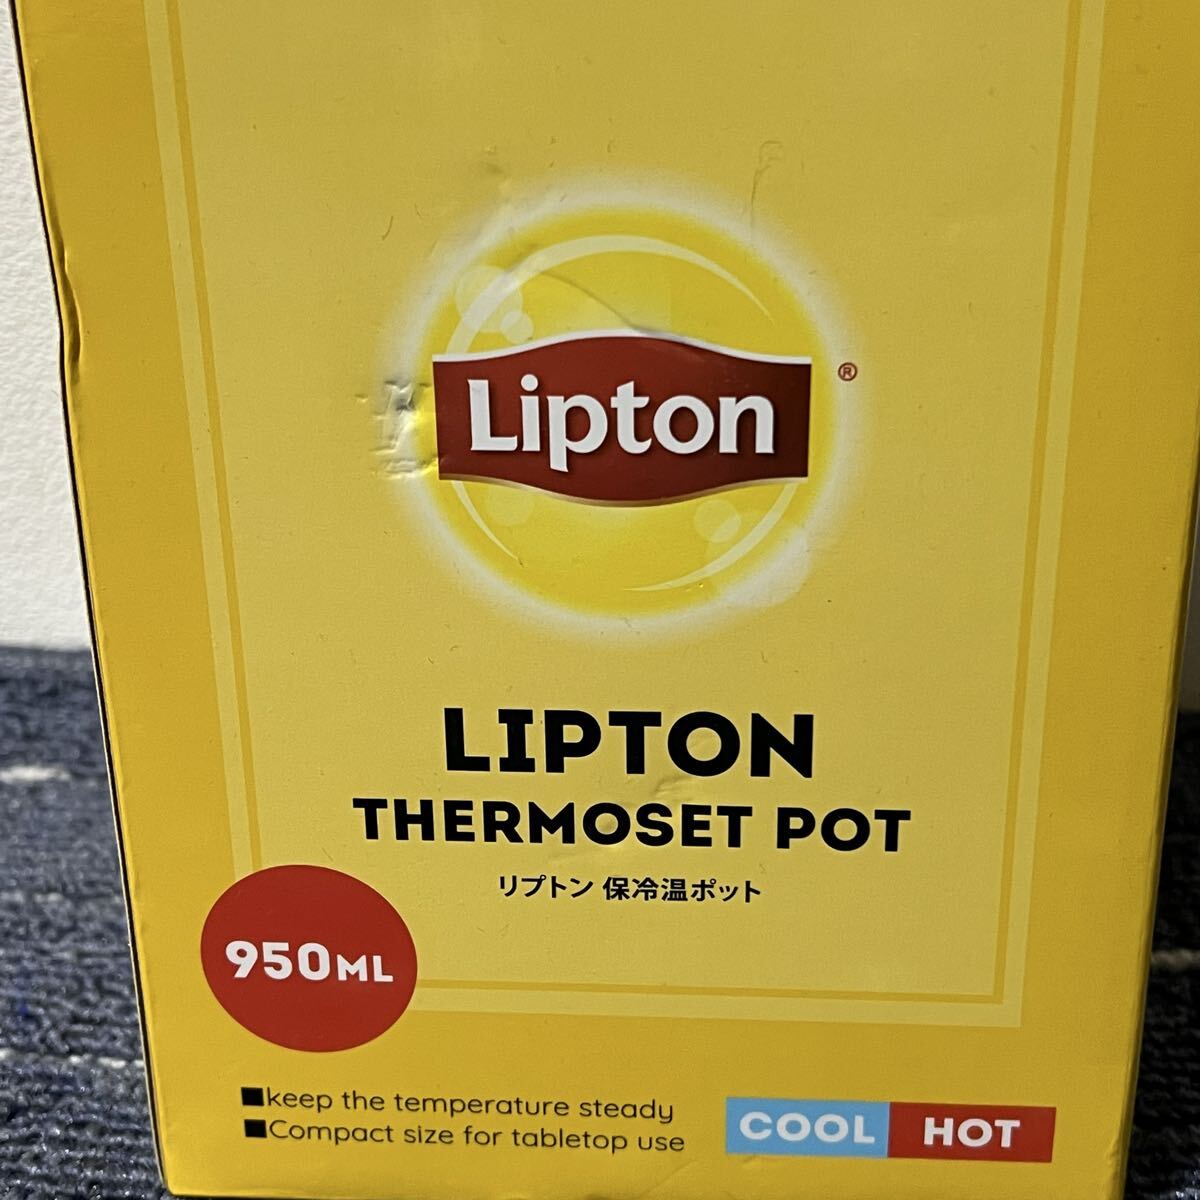 Lipton ®
LIPTON
THERMOSET POT
リプトン 保冷温ポット
950ML
■keep the temperature steady
■Compact size for tabletop use
COOL HOT